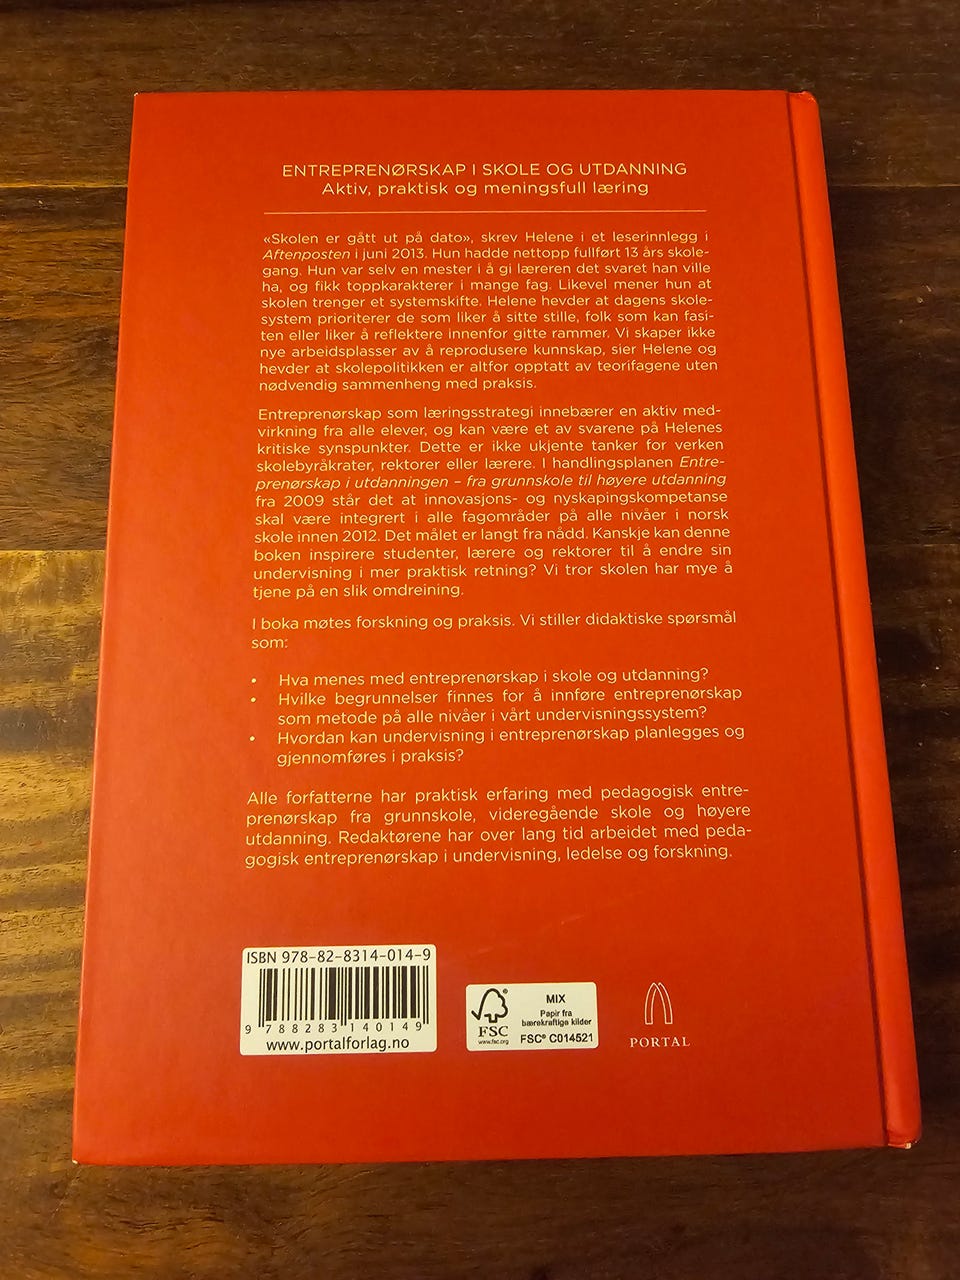 ENTREPRENØRSKAP I SKOLE OG UTDANNING
Aktiv, praktisk og meningsfull læring
«Skolen er gått ut på dato», skrev Helene i et leserinnlegg i
Aftenposten i juni 2013. Hun hadde nettopp fullført 13 års skole-
gang. Hun var selv en mester i å gi læreren det svaret han ville
ha, og fikk toppkarakterer i mange fag. Likevel mener hun at
skolen trenger et systemskifte. Helene hevder at dagens skole-
system prioriterer de som liker å sitte stille, folk som kan fasi-
ten eller liker å reflektere innenfor gitte rammer. Vi skaper ikke
nye arbeidsplasser av å reprodusere kunnskap, sier Helene og
hevder at skolepolitikken er altfor opptatt av teorifagene uten
nødvendig sammenheng med praksis.
Entreprenørskap som læringsstrategi innebærer en aktiv med-
virkning fra alle elever, og kan være et av svarene på Helenes
kritiske synspunkter. Dette er ikke ukjente tanker for verken
skolebyråkrater, rektorer eller lærere. I handlingsplanen Entre-
prenørskap i utdanningen – fra grunnskole til høyere utdanning
fra 2009 står det at innovasjons- og nyskapingskompetanse
skal være integrert i alle fagområder på alle nivåer i norsk
skole innen 2012. Det målet er langt fra nådd. Kanskje kan denne
boken inspirere studenter, lærere og rektorer til å endre sin
undervisning i mer praktisk retning? Vi tror skolen har mye å
tjene på en slik omdreining.
I boka møtes forskning og praksis. Vi stiller didaktiske spørsmål
som:
• Hva menes med entreprenørskap i skole og utdanning?
• Hvilke begrunnelser finnes for å innføre entreprenørskap
som metode på alle nivåer i vårt undervisningssystem?
• Hvordan kan undervisning i entreprenørskap planlegges og
gjennomføres i praksis?
Alle forfatterne har praktisk erfaring med pedagogisk entre-
prenørskap fra grunnskole, videregående skole og høyere
utdanning. Redaktørene har over lang tid arbeidet med peda-
gogisk entreprenørskap i undervisning, ledelse og forskning.
ISBN 978-82-8314-014-9
9 788283 140149
www.portalforlag.no
FSC
www.fsc.org
MIX
Papir fra
bærekraftige kilder
FSC® C014521
PORTAL